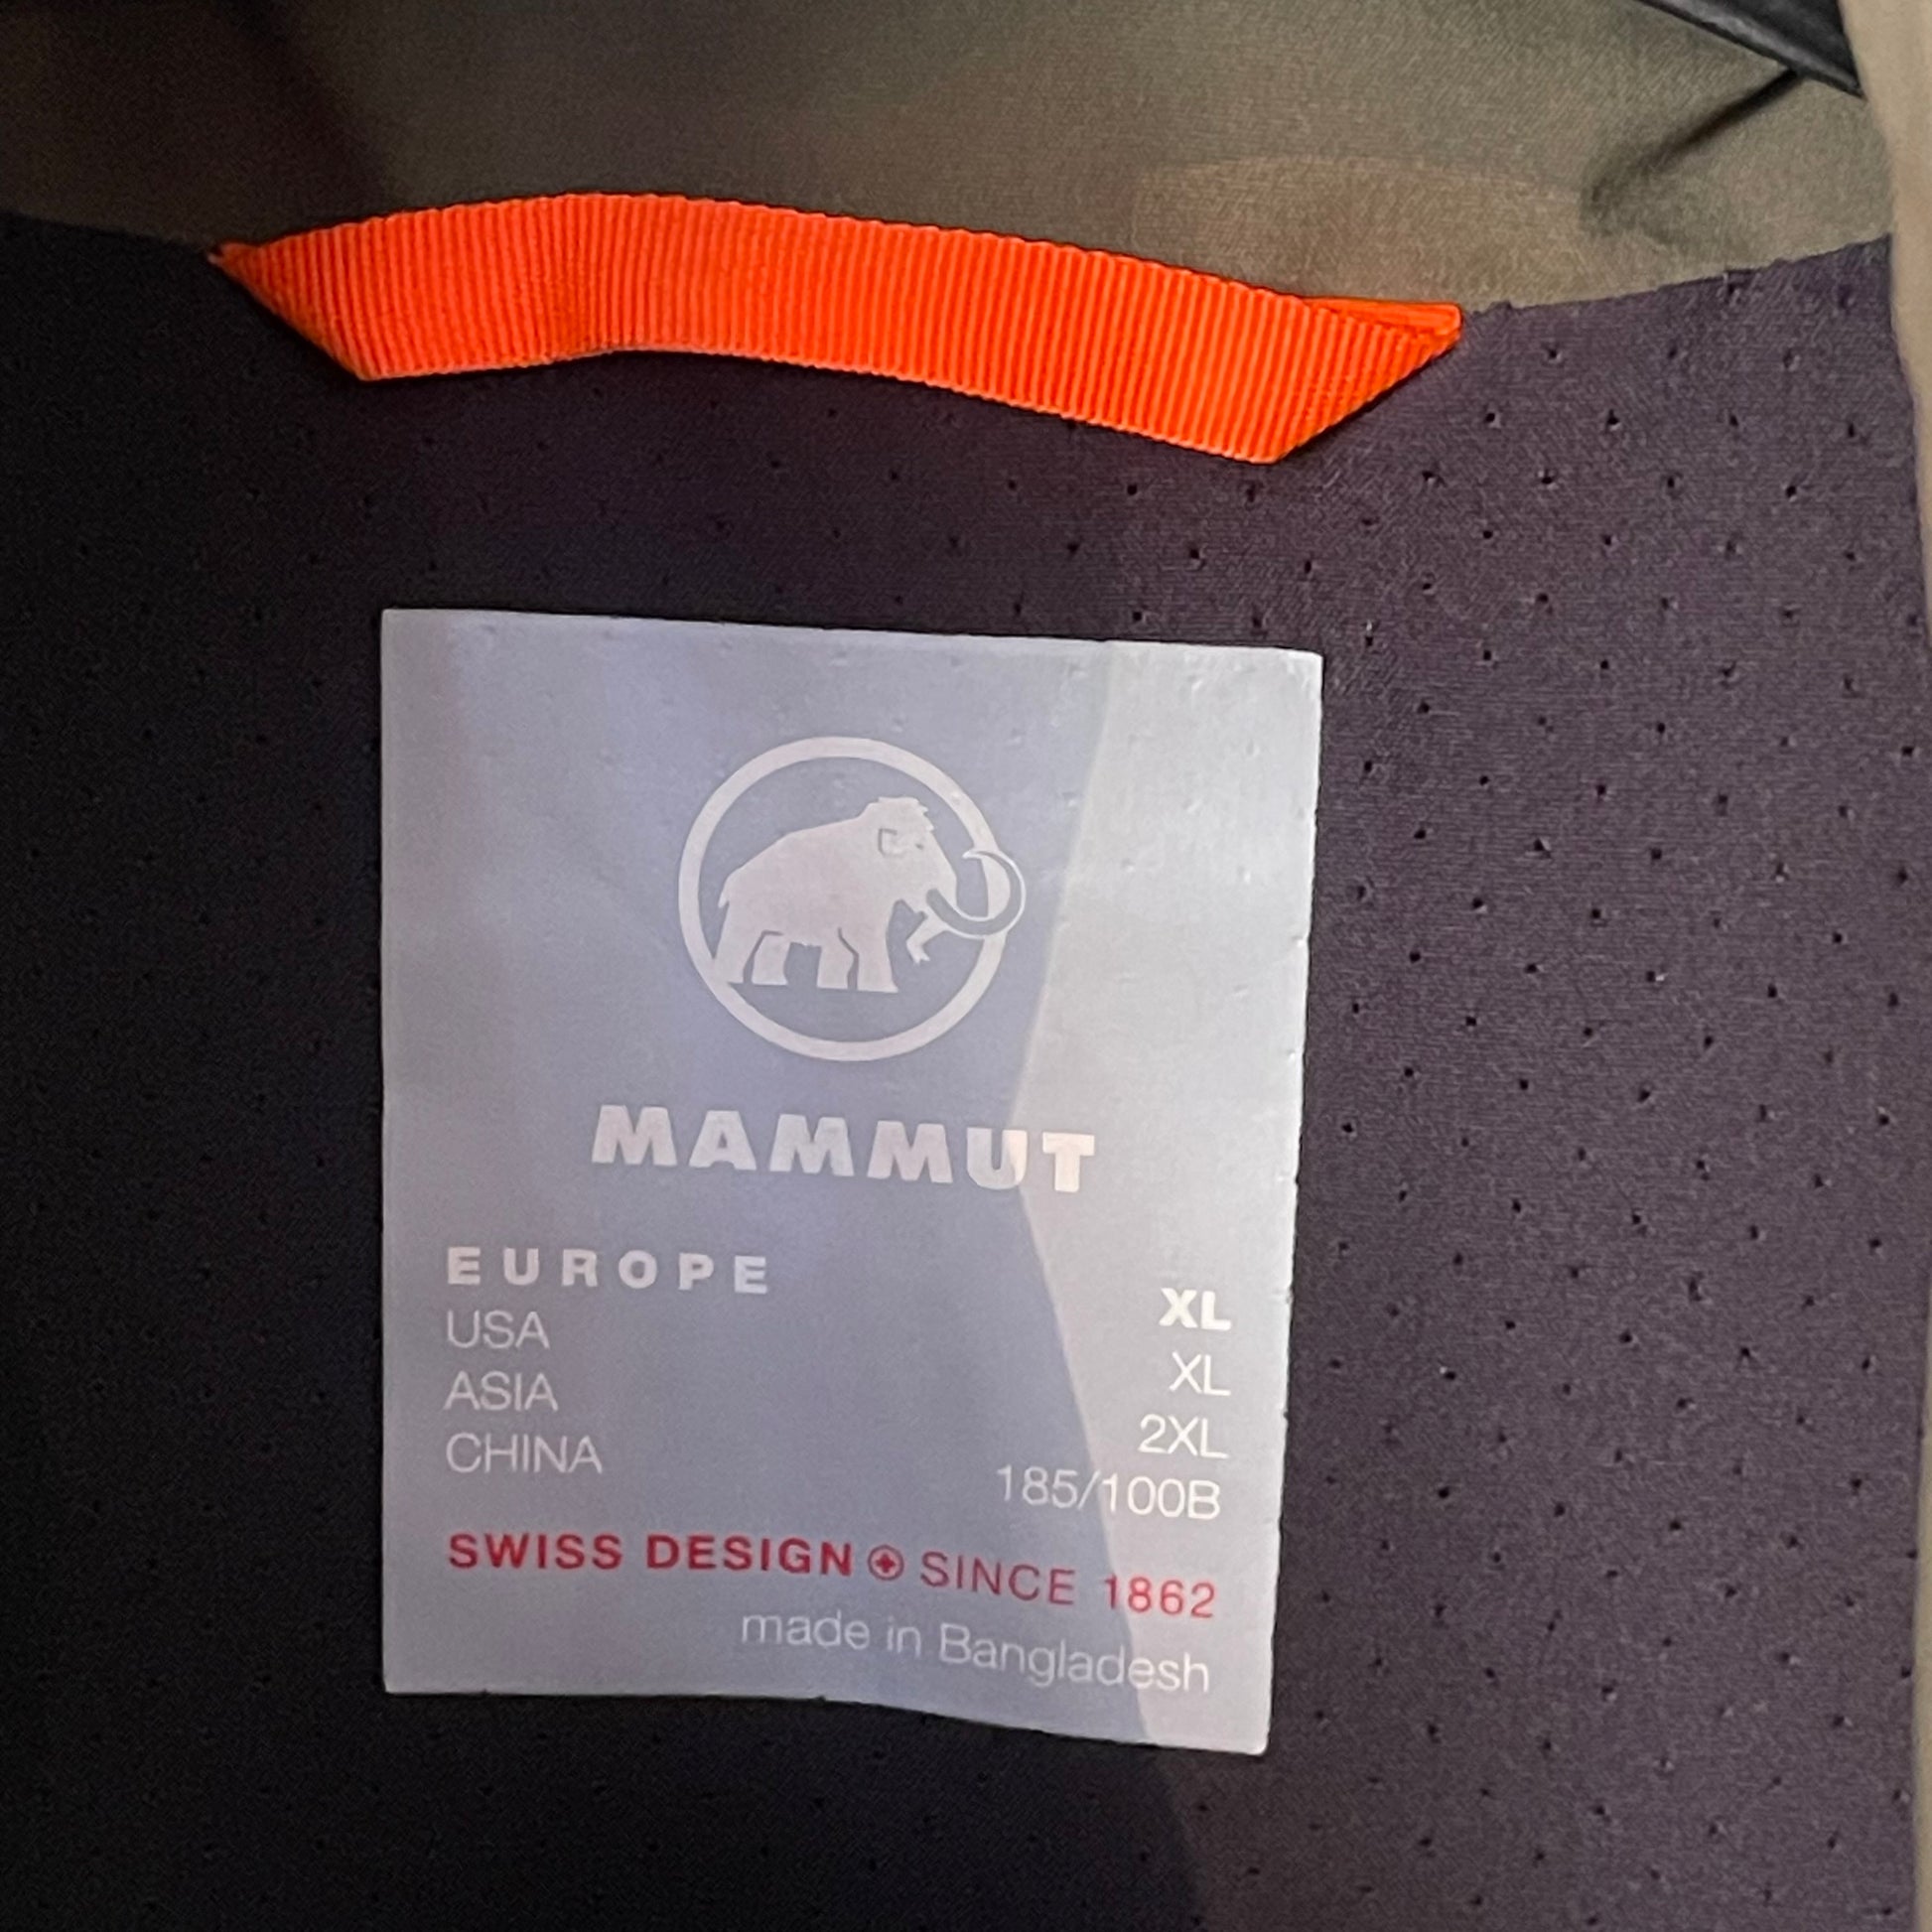 MAMMUT
EUROPE XL
USA XL
ASIA 2XL
CHINA 185/100B
SWISS DESIGN SINCE 1862
made in Bangladesh